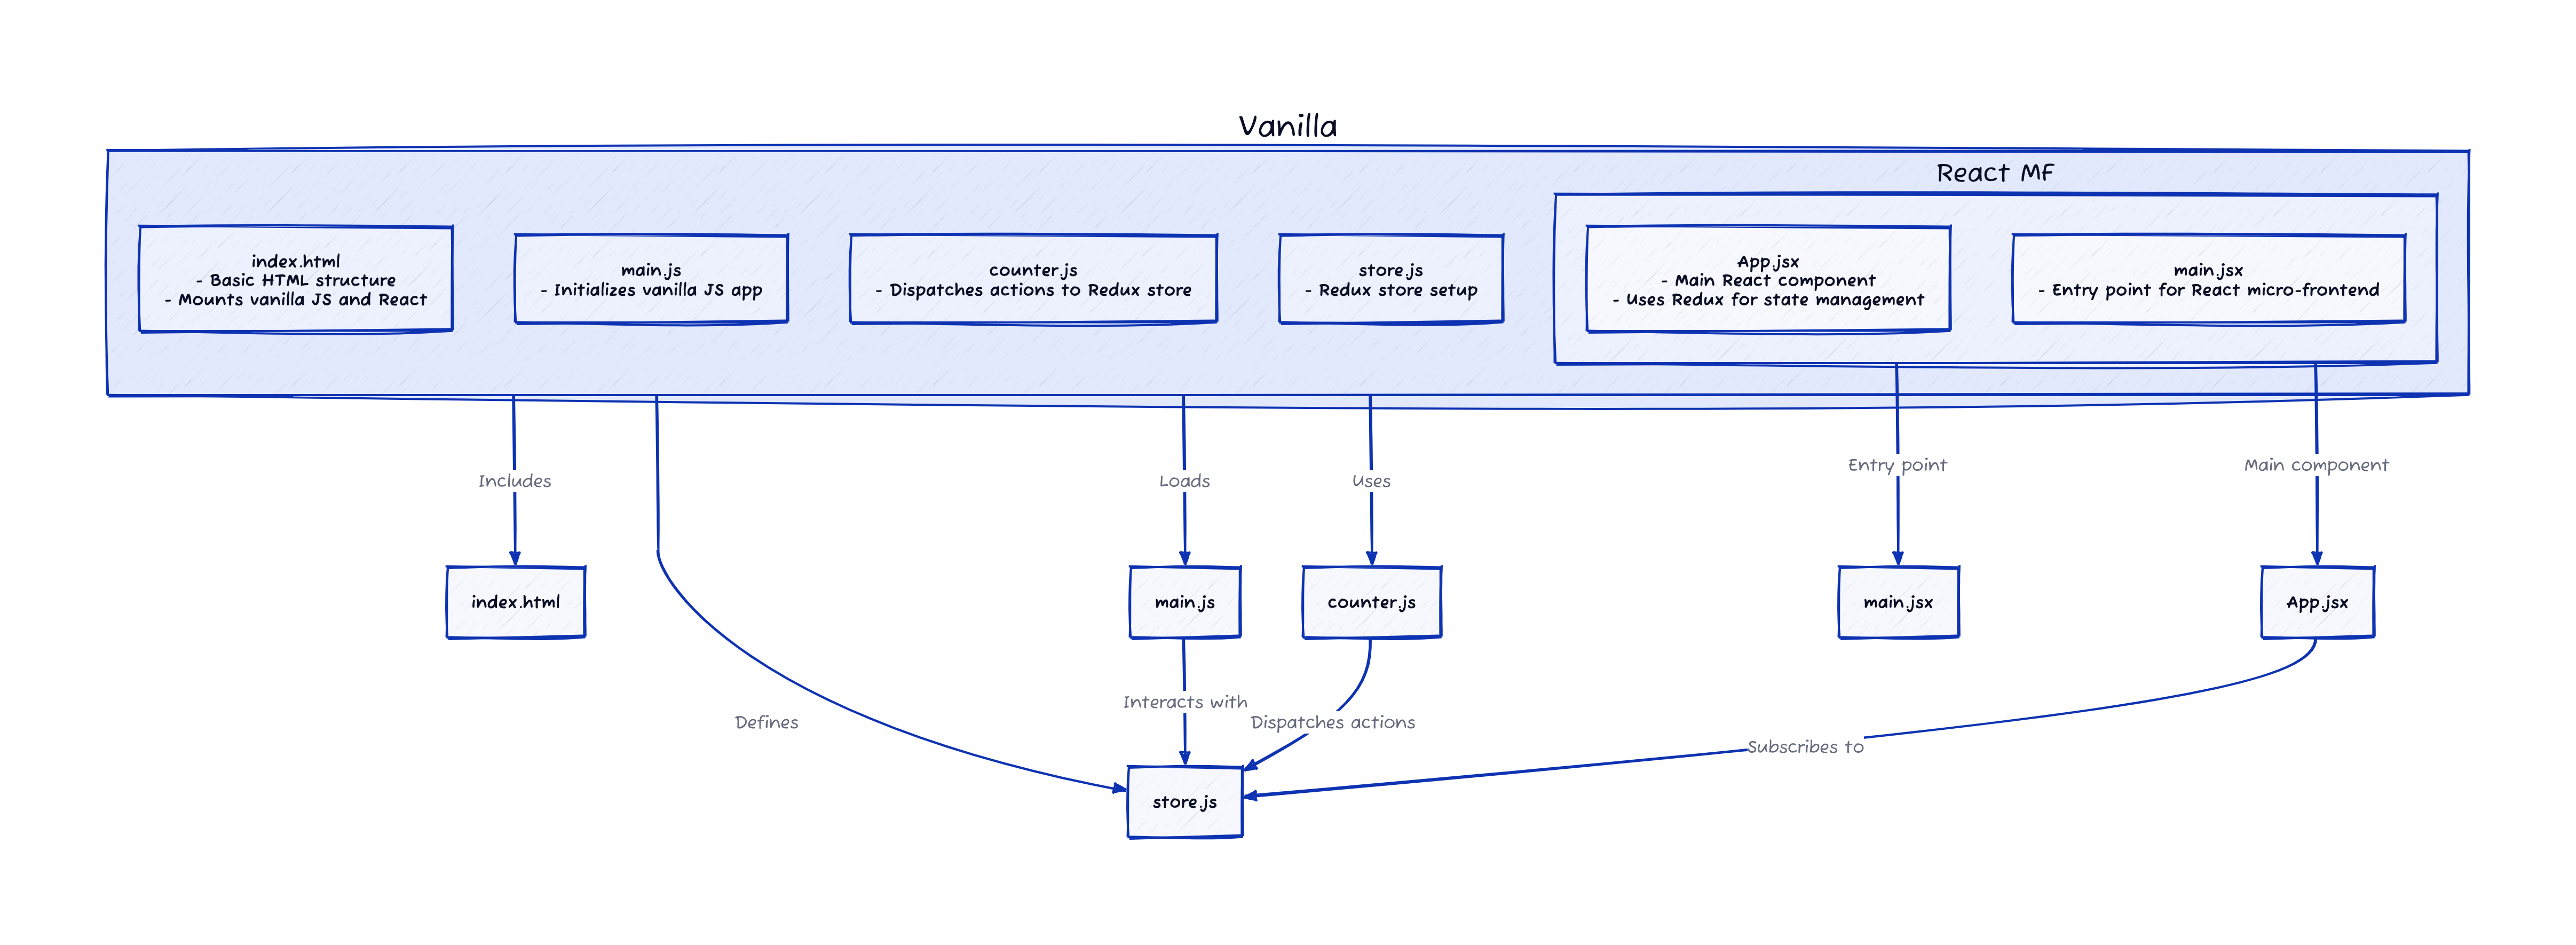 Vanilla
React MF
index.html
- Basic HTML structure
- Mounts vanilla JS and React
main.js
- Initializes vanilla JS app
counter.js
- Dispatches actions to Redux store
store.js
- Redux store setup
App.jsx
- Main React component
- Uses Redux for state management
main.jsx
- Entry point for React micro-frontend
Includes
Loads
Uses
Entry point
Main component
index.html
main.js
counter.js
main.jsx
App.jsx
Defines
Interacts with
Dispatches actions
Subscribes to
store.js